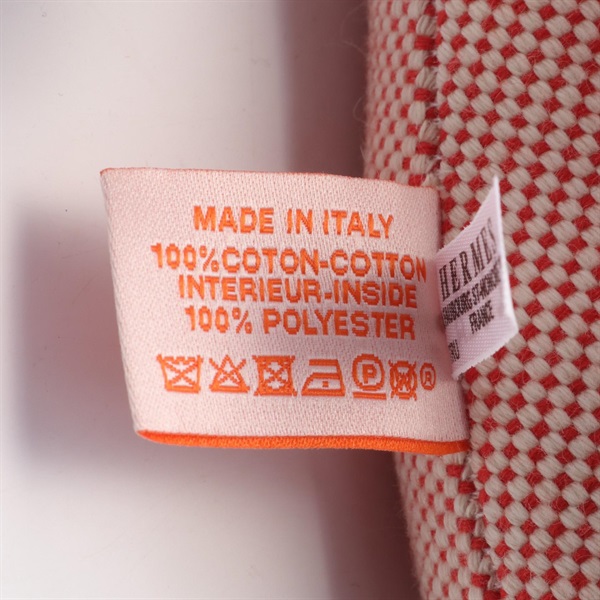 MADE IN ITALY
100%COTON-COTTON
INTERIEUR-INSIDE
100% POLYESTER
P
®
HERMES
FRANCE